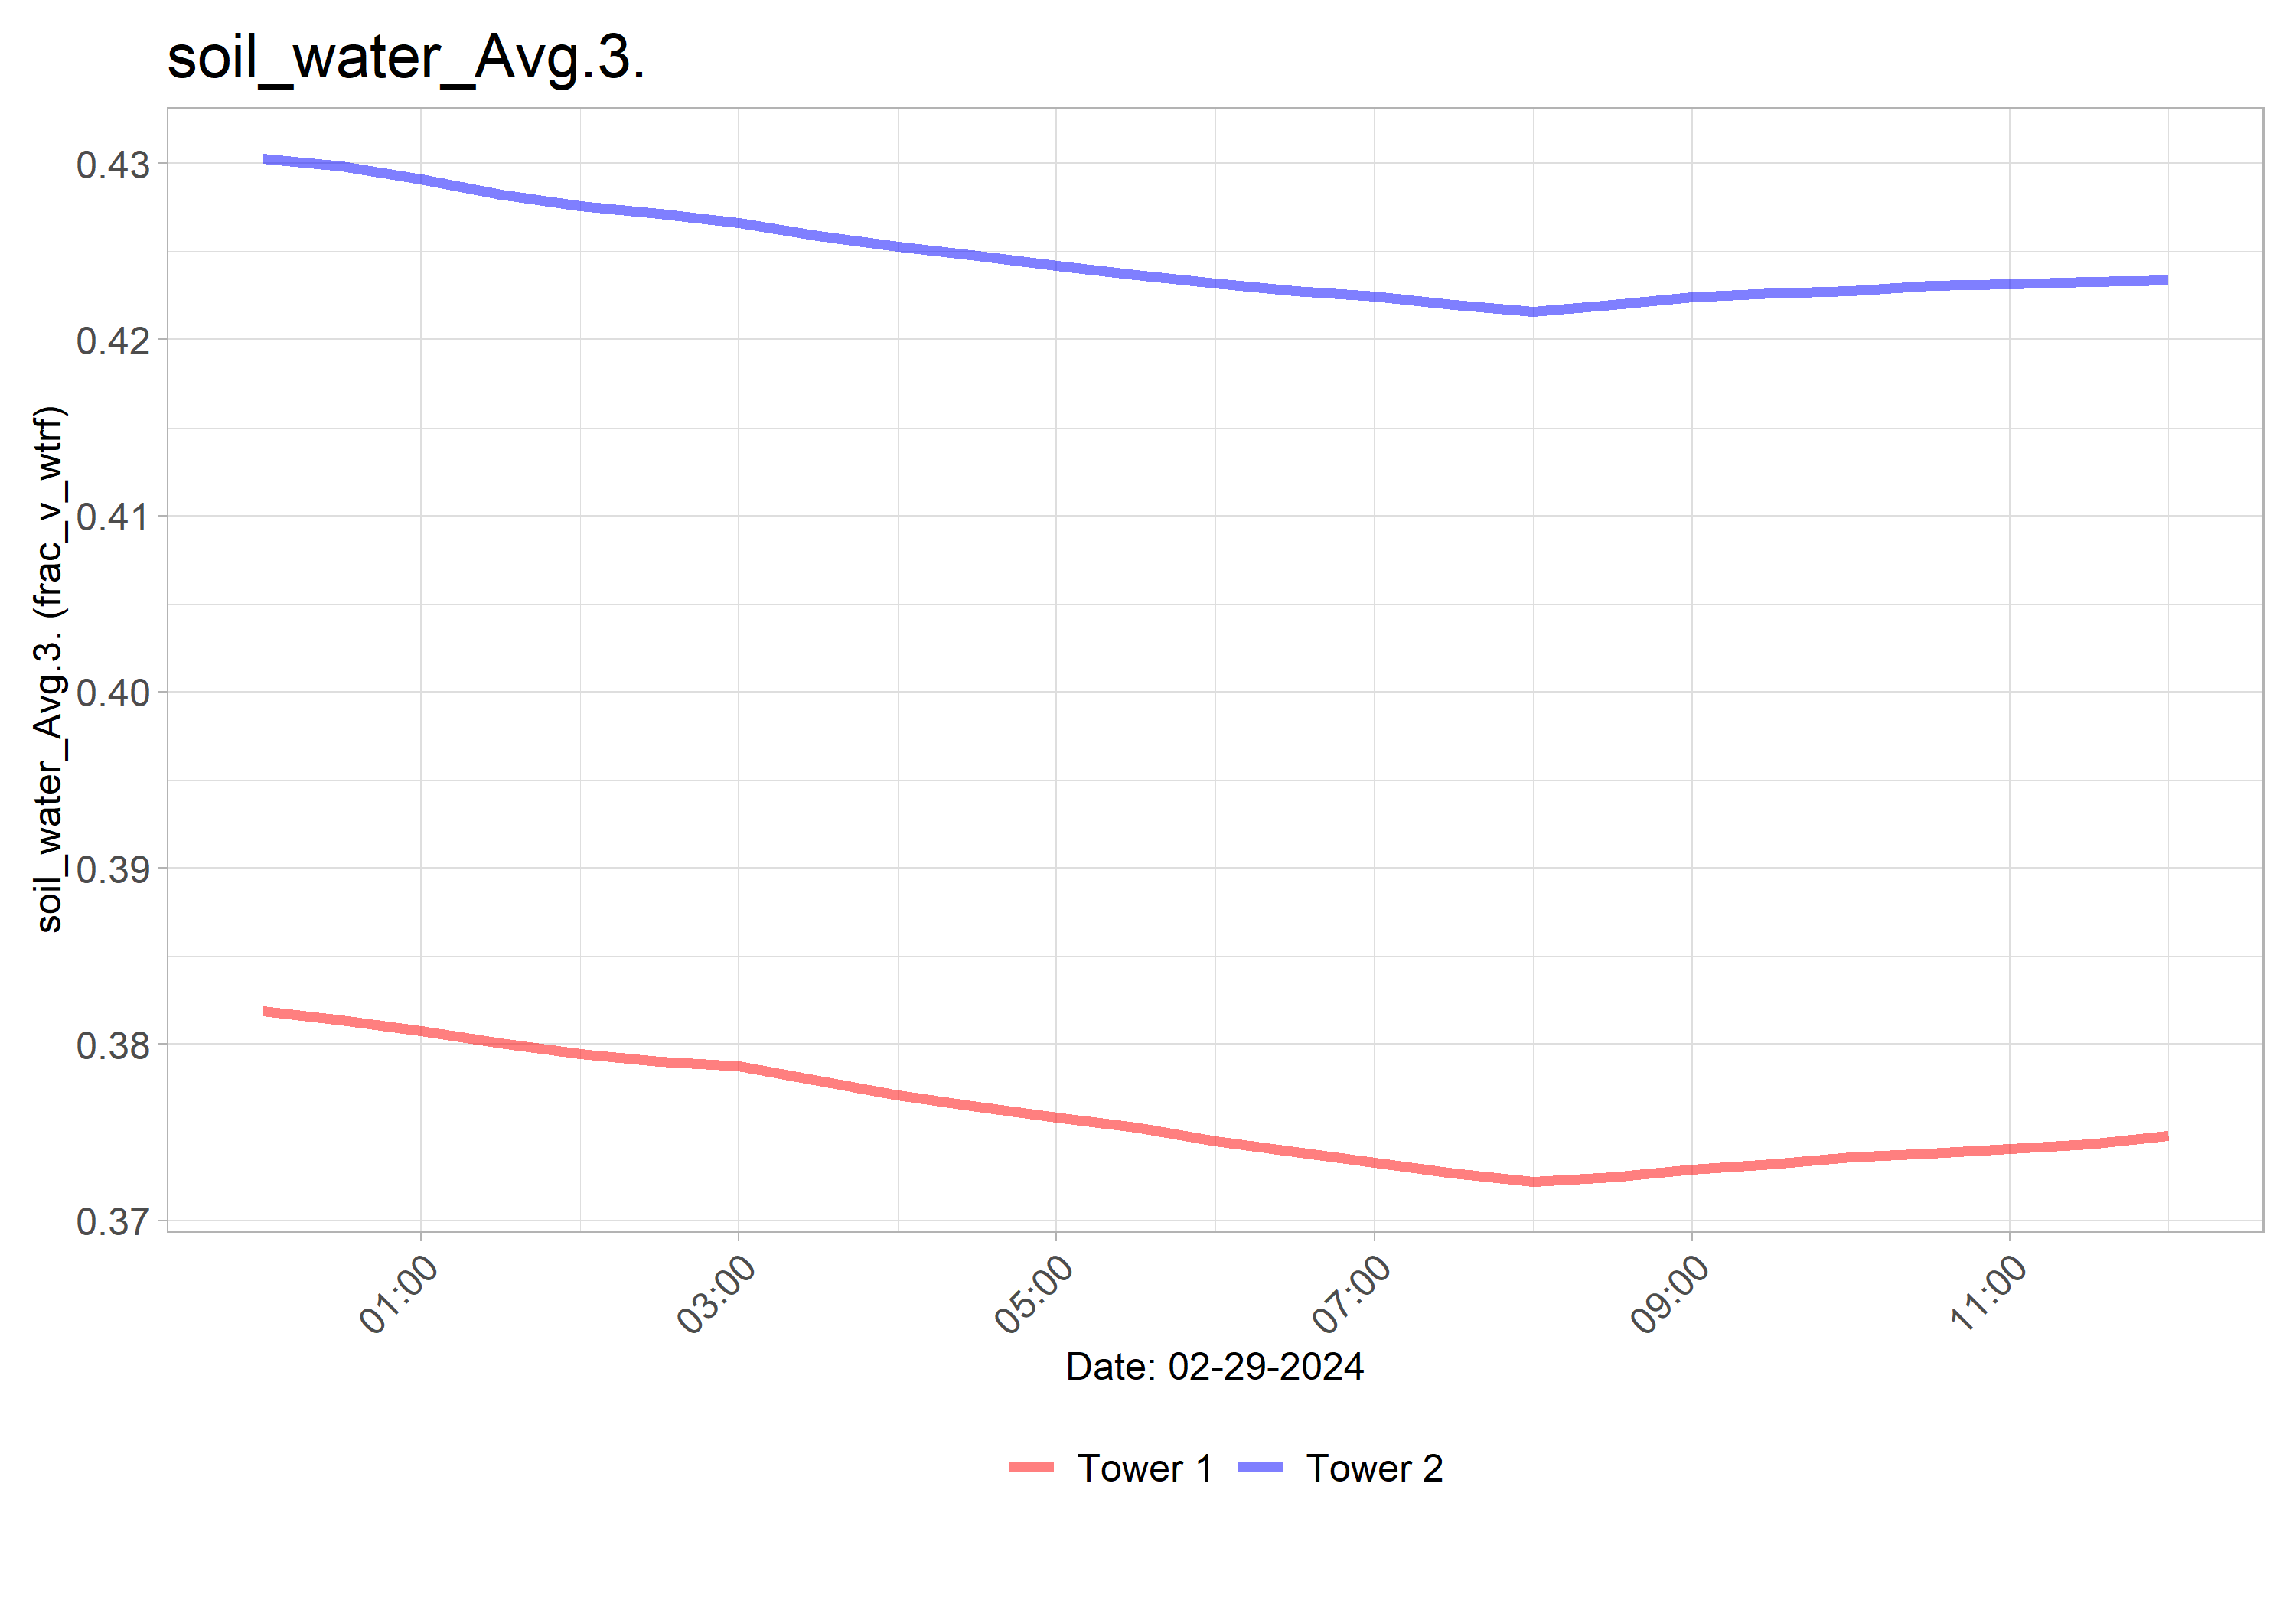 soil_water_Avg.3.
soil_water_Avg.3. (frac_v_wtrf)
0.43
0.42
0.41
0.40
0.39
0.38
0.37
01:00
03:00
05:00
07:00
09:00
11:00
Date: 02-29-2024
Tower 1
Tower 2